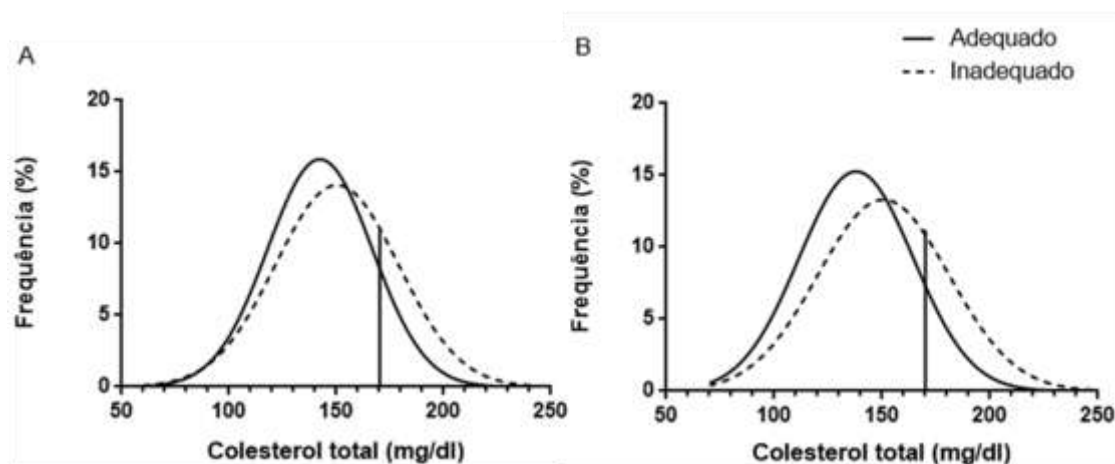 A
Frequência (%)
20
15
10
5
0
50 100 150 200 250
Colesterol total (mg/dl)
B
Adequado
Inadequado
Frequência (%)
20
15
10
5
0
50 100 150 200 250
Colesterol total (mg/dl)